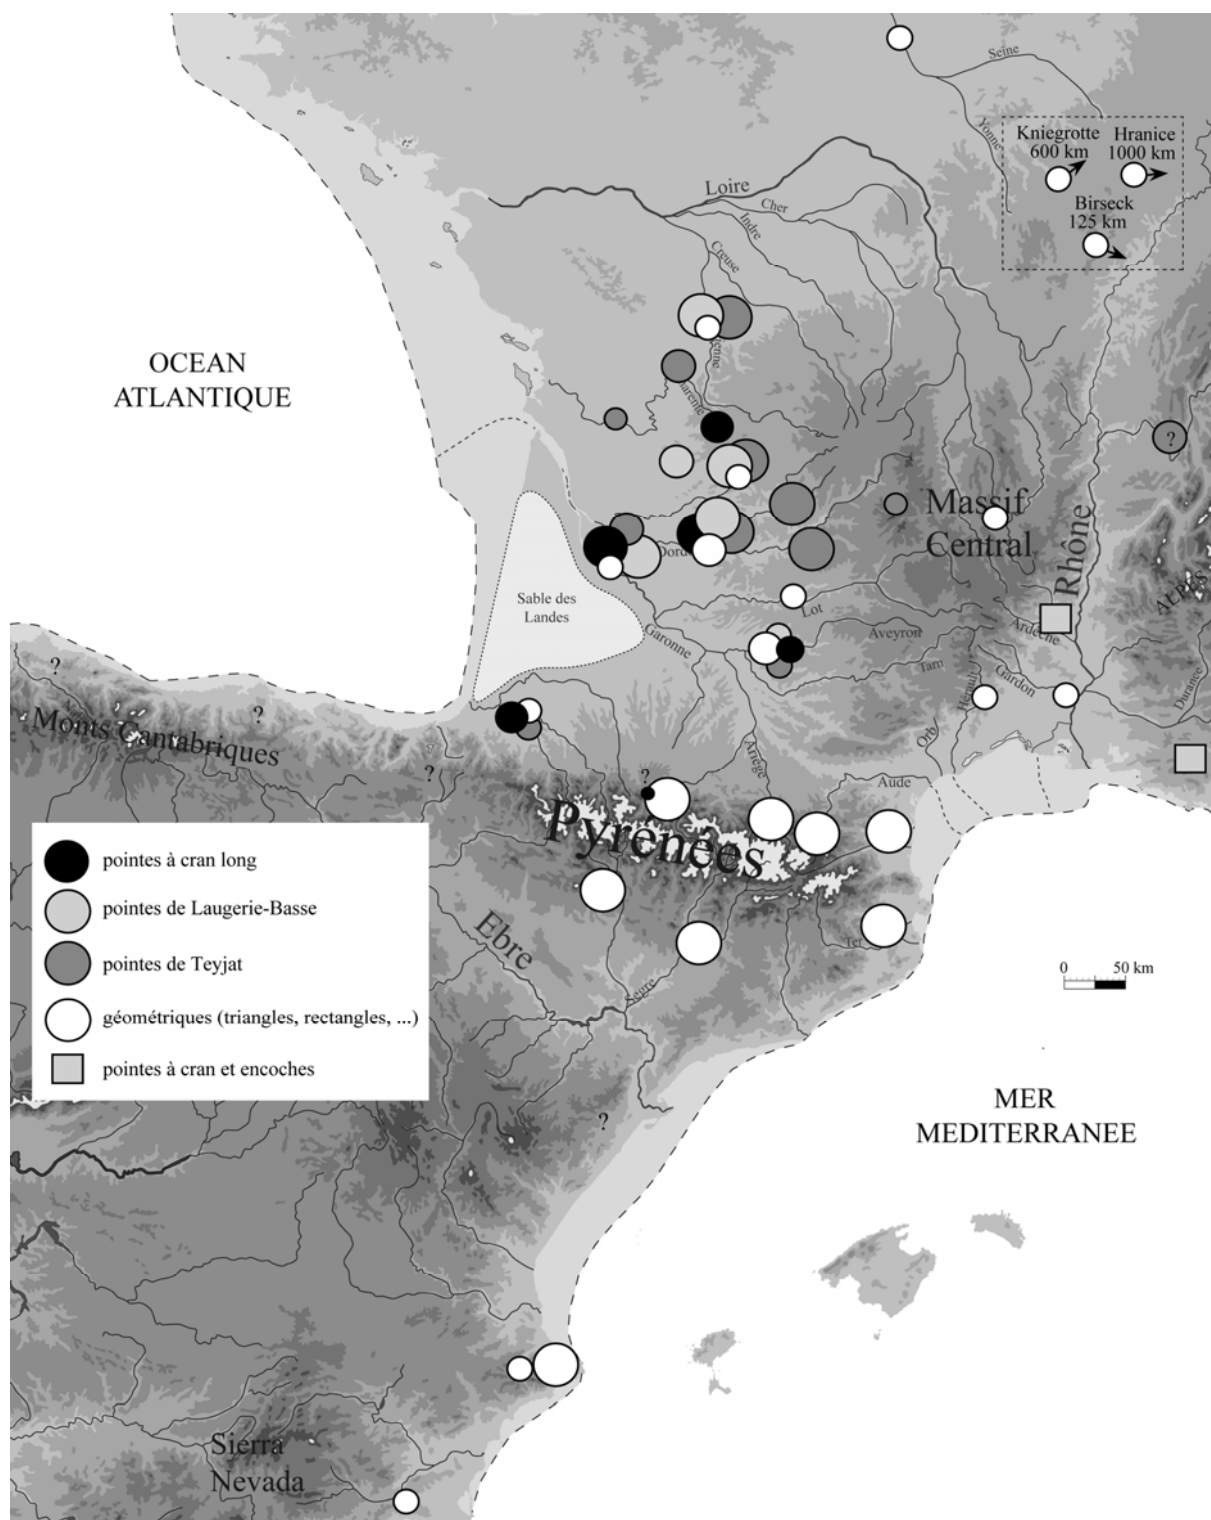 Seine
Yonne
Kniegrotte
600 km
Hranice
1000 km
Birseck
125 km
Loire
Cher
Indre
Creuse
OCEAN
ATLANTIQUE
?
Massif
Central
Rhône
ALPES
Sable des
Landes
Lot
Ardèche
Garonne
Aveyron
Tarn
Hérault
Gardon
Durance
Orb
?
?
?
Monts Cantabriques
Ariège
?
Aude
Pyrénées
pointes à cran long
pointes de Laugerie-Basse
pointes de Teyjat
géométriques (triangles, rectangles, ...)
pointes à cran et encoches
Ebre
Ter
Segre
0 50 km
?
MER
MEDITERRANEE
Sierra
Nevada